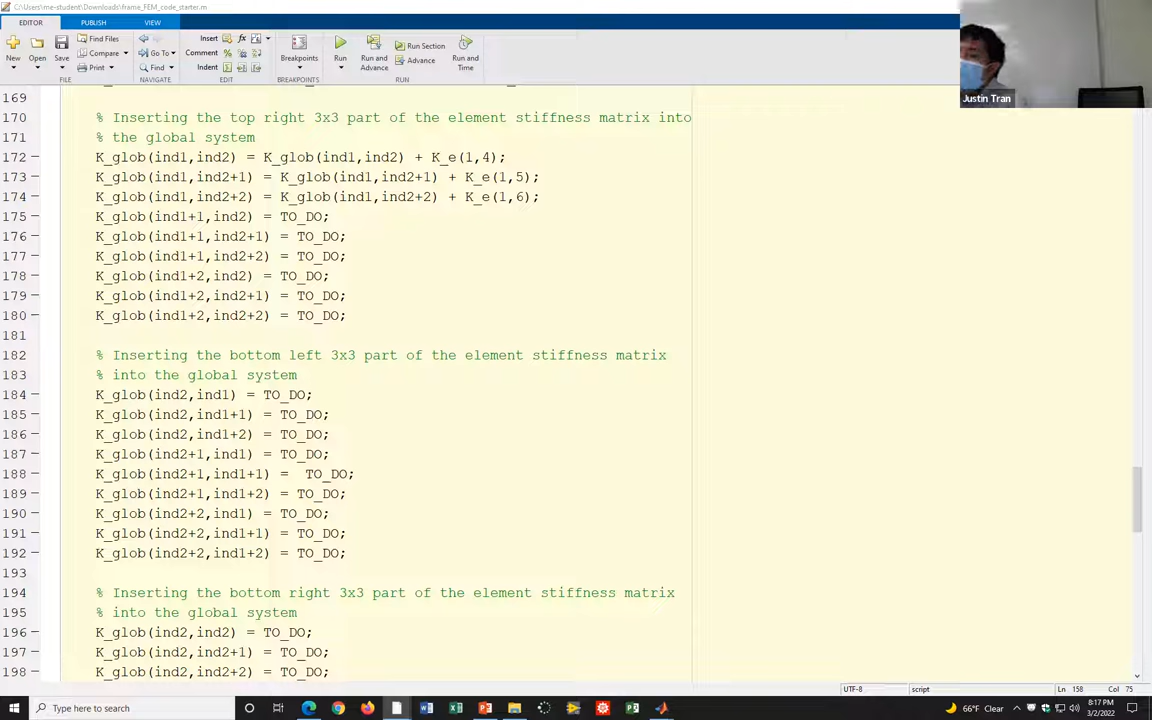 C:\Users\me-student\Downloads\frame_FEM_code_starter.m
EDITOR PUBLISH VIEW
New Open Save Find Files Compare Print Go To Find Insert Comment Indent fx Breakpoints Run Run and Advance Run Section Advance Run and Time
FILE NAVIGATE EDIT BREAKPOINTS RUN
Justin Tran
169
170 % Inserting the top right 3x3 part of the element stiffness matrix into
171 % the global system
172 K_glob(ind1,ind2) = K_glob(ind1,ind2) + K_e(1,4);
173 K_glob(ind1,ind2+1) = K_glob(ind1,ind2+1) + K_e(1,5);
174 K_glob(ind1,ind2+2) = K_glob(ind1,ind2+2) + K_e(1,6);
175 K_glob(ind1+1,ind2) = TO_DO;
176 K_glob(ind1+1,ind2+1) = TO_DO;
177 K_glob(ind1+1,ind2+2) = TO_DO;
178 K_glob(ind1+2,ind2) = TO_DO;
179 K_glob(ind1+2,ind2+1) = TO_DO;
180 K_glob(ind1+2,ind2+2) = TO_DO;
181
182 % Inserting the bottom left 3x3 part of the element stiffness matrix
183 % into the global system
184 K_glob(ind2,ind1) = TO_DO;
185 K_glob(ind2,ind1+1) = TO_DO;
186 K_glob(ind2,ind1+2) = TO_DO;
187 K_glob(ind2+1,ind1) = TO_DO;
188 K_glob(ind2+1,ind1+1) =  TO_DO;
189 K_glob(ind2+1,ind1+2) = TO_DO;
190 K_glob(ind2+2,ind1) = TO_DO;
191 K_glob(ind2+2,ind1+1) = TO_DO;
192 K_glob(ind2+2,ind1+2) = TO_DO;
193
194 % Inserting the bottom right 3x3 part of the element stiffness matrix
195 % into the global system
196 K_glob(ind2,ind2) = TO_DO;
197 K_glob(ind2,ind2+1) = TO_DO;
198 K_glob(ind2,ind2+2) = TO_DO;
UTF-8 script Ln 158 Col 75
Type here to search
66°F Clear 8:17 PM
3/2/2022